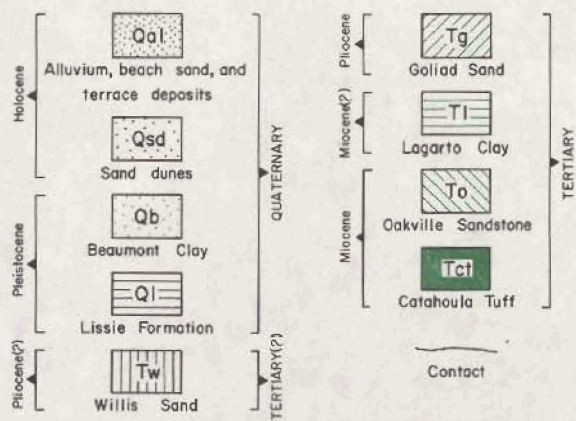 Holocene
Qal
Alluvium, beach sand, and
terrace deposits
Qsd
Sand dunes
Pleistocene
Qb
Beaumont Clay
Ql
Lissie Formation
QUATERNARY
Pliocene(?)
Tw
Willis Sand
TERTIARY(?)
Pliocene
Tg
Goliad Sand
Miocene(?)
Tl
Lagarto Clay
Miocene
To
Oakville Sandstone
Tct
Catahoula Tuff
TERTIARY
Contact